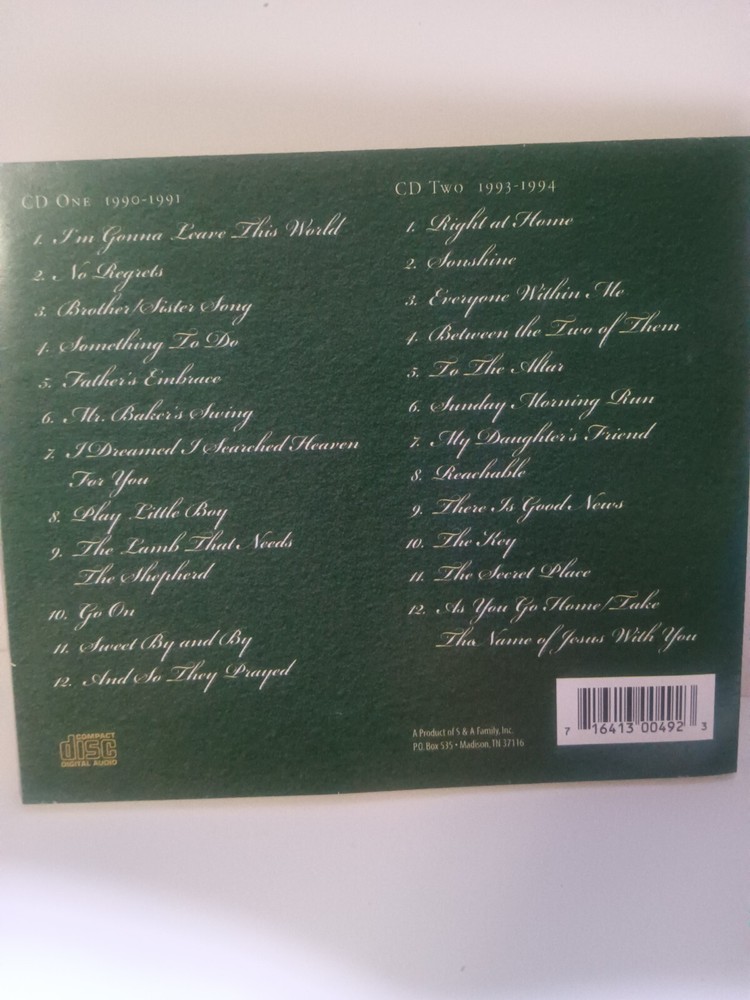 CD One 1990-1991
1. I'm Gonna Leave This World
2. No Regrets
3. Brother/Sister Song
4. Something To Do
5. Father's Embrace
6. Mr. Baker's Swing
7. I Dreamed I Searched Heaven
For You
8. Play Little Boy
9. The Lamb That Needs
The Shepherd
10. Go On
11. Sweet By and By
12. And So They Prayed
COMPACT
disc
DIGITAL AUDIO
CD Two 1993-1994
1. Right at Home
2. Sonshine
3. Everyone Within Me
4. Between the Two of Them
5. To The Altar
6. Sunday Morning Run
7. My Daughter's Friend
8. Reachable
9. There Is Good News
10. The Key
11. The Secret Place
12. As You Go Home/Take
The Name of Jesus With You
A Product of S & A Family, Inc.
P.O. Box 535 • Madison, TN 37116
7 16413 00492 3